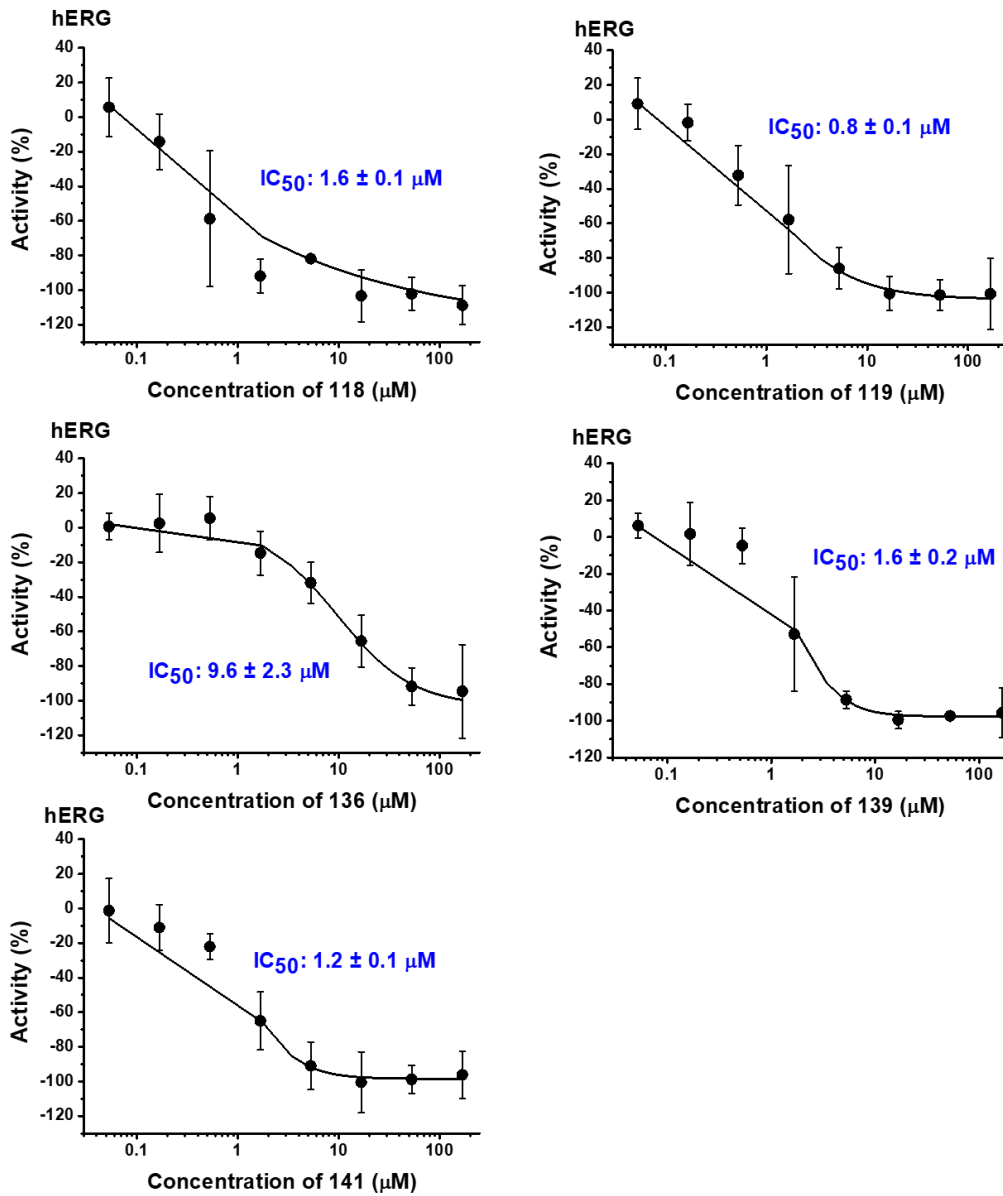 hERG
40
20
0
-20
-40
-60
-80
-100
-120
Activity (%)
IC50: 1.6 ± 0.1 μM
0.1 1 10 100
Concentration of 118 (μM)
hERG
40
20
0
-20
-40
-60
-80
-100
-120
Activity (%)
IC50: 0.8 ± 0.1 μM
0.1 1 10 100
Concentration of 119 (μM)
hERG
40
20
0
-20
-40
-60
-80
-100
-120
Activity (%)
IC50: 9.6 ± 2.3 μM
0.1 1 10 100
Concentration of 136 (μM)
hERG
40
20
0
-20
-40
-60
-80
-100
-120
Activity (%)
IC50: 1.6 ± 0.2 μM
0.1 1 10 100
Concentration of 139 (μM)
hERG
40
20
0
-20
-40
-60
-80
-100
-120
Activity (%)
IC50: 1.2 ± 0.1 μM
0.1 1 10 100
Concentration of 141 (μM)